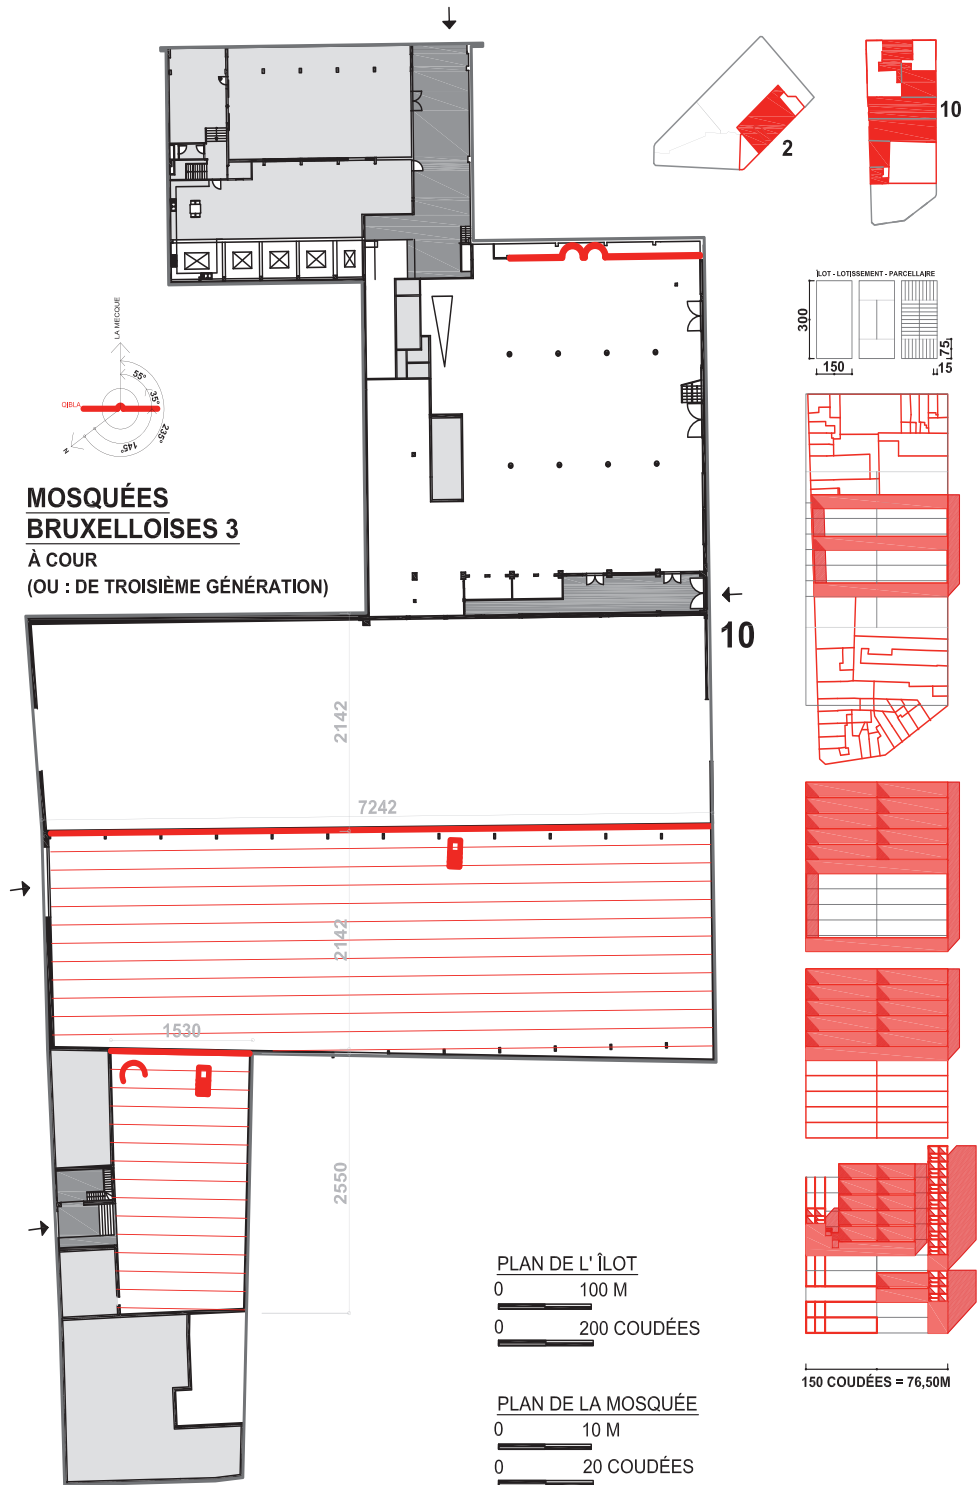 2
10
ÎLOT - LOTISSEMENT - PARCELLAIRE
300
150
75
15
LA MECQUE
55°
35°
QIBLA
235°
145°
N
MOSQUÉES
BRUXELLOISES 3
À COUR
(OU : DE TROISIÈME GÉNÉRATION)
10
2142
7242
2142
1530
2550
PLAN DE L' ÎLOT
0 100 M
0 200 COUDÉES
PLAN DE LA MOSQUÉE
0 10 M
0 20 COUDÉES
150 COUDÉES = 76,50M